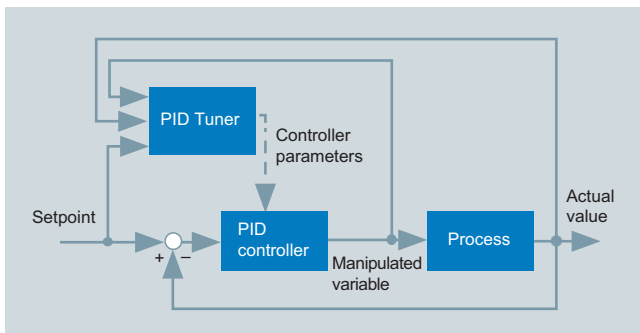 PID Tuner
Controller
parameters
Setpoint
Actual
value
+
−
PID
controller
Process
Manipulated
variable